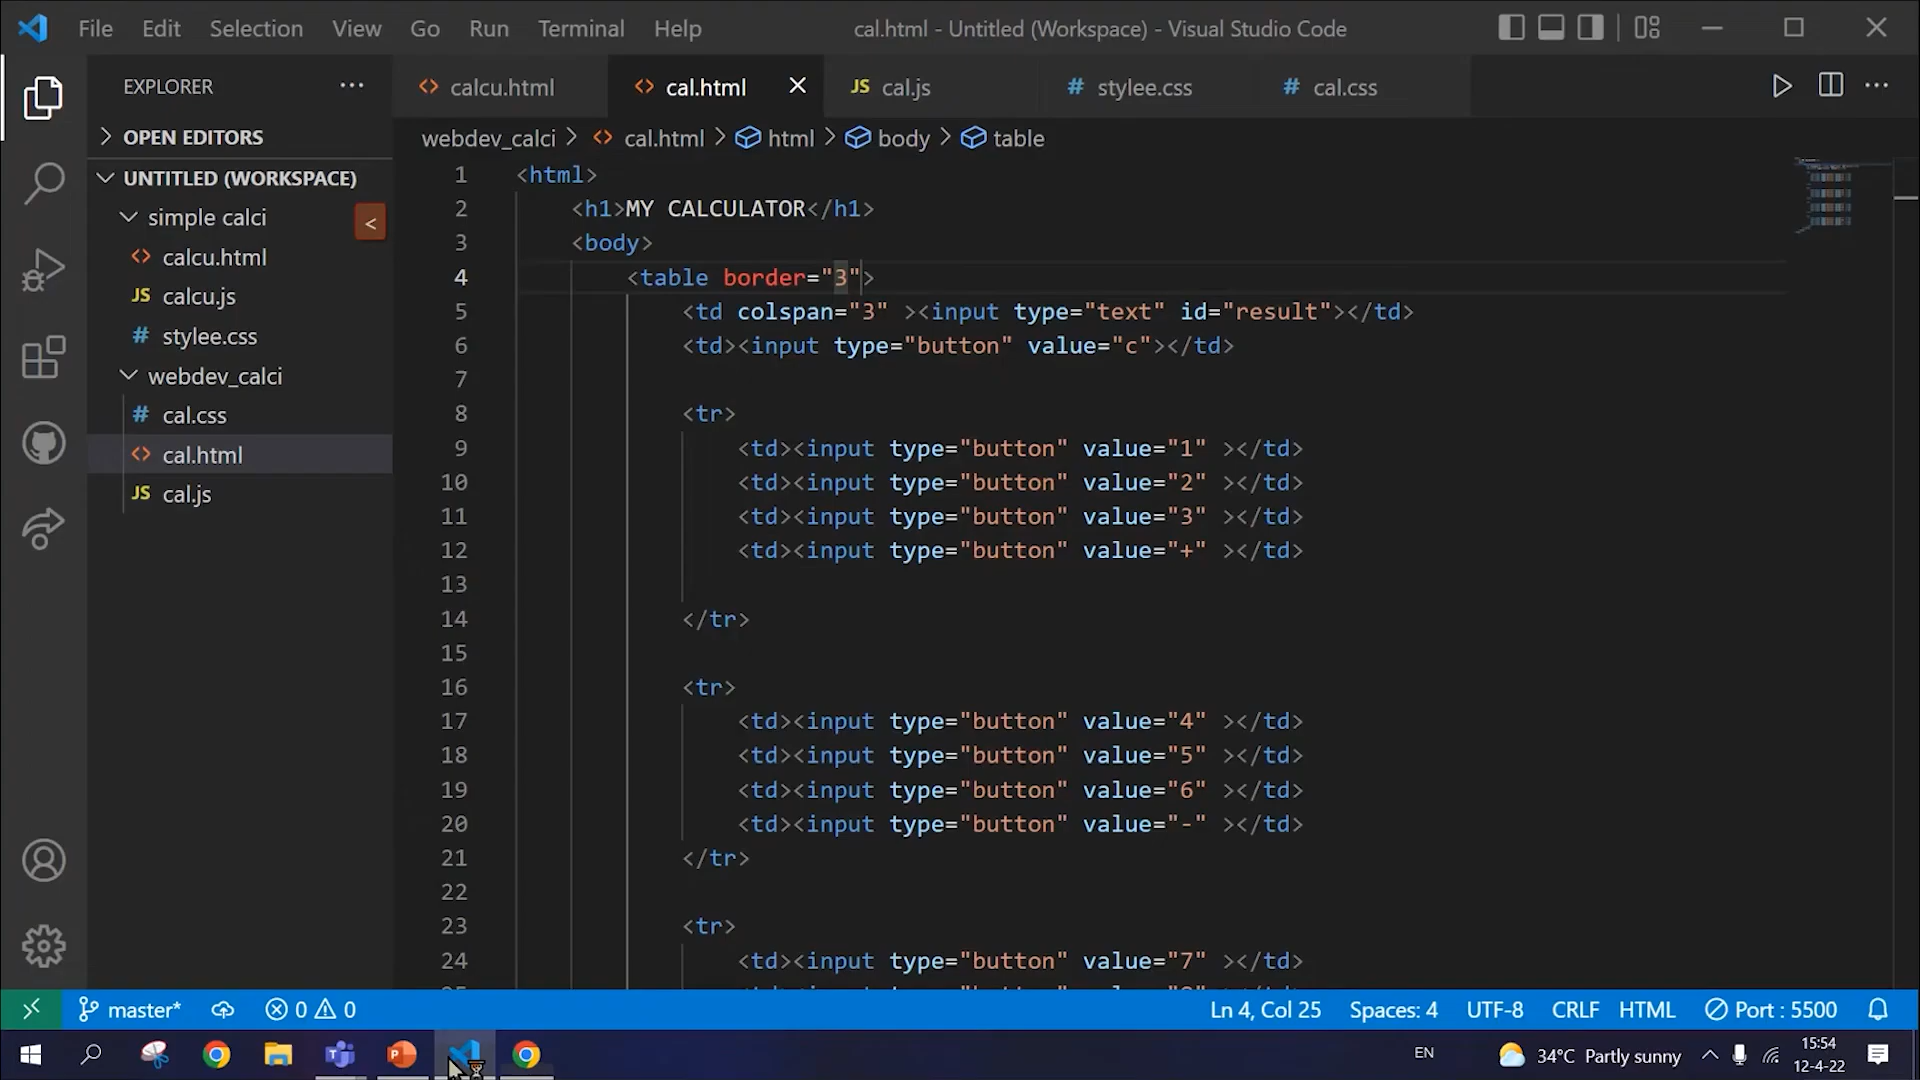 File Edit Selection View Go Run Terminal Help cal.html - Untitled (Workspace) - Visual Studio Code
EXPLORER
calcu.html cal.html cal.js stylee.css cal.css
OPEN EDITORS
UNTITLED (WORKSPACE)
simple calci
calcu.html
JS calcu.js
# stylee.css
webdev_calci
# cal.css
cal.html
JS cal.js
webdev_calci > cal.html > html > body > table
1 <html>
2 <h1>MY CALCULATOR</h1>
3 <body>
4 <table border="3">
5 <td colspan="3" ><input type="text" id="result"></td>
6 <td><input type="button" value="c"></td>
7
8 <tr>
9 <td><input type="button" value="1" ></td>
10 <td><input type="button" value="2" ></td>
11 <td><input type="button" value="3" ></td>
12 <td><input type="button" value="+" ></td>
13
14 </tr>
15
16 <tr>
17 <td><input type="button" value="4" ></td>
18 <td><input type="button" value="5" ></td>
19 <td><input type="button" value="6" ></td>
20 <td><input type="button" value="-" ></td>
21 </tr>
22
23 <tr>
24 <td><input type="button" value="7" ></td>
master* 0 0 Ln 4, Col 25 Spaces: 4 UTF-8 CRLF HTML Port : 5500
EN 34°C Partly sunny 15:54
12-4-22